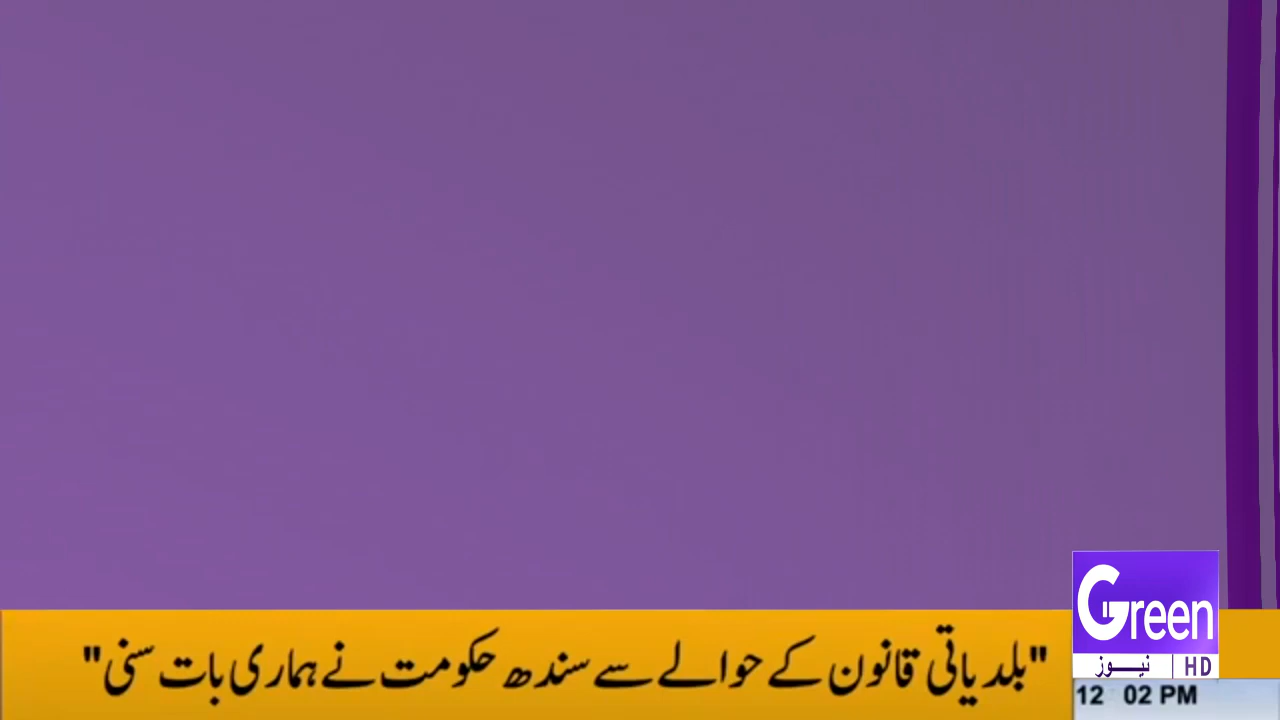 "بلدیاتی قانون کے حوالے سے سندھ حکومت نے ہماری بات سنی"
Green
نیوز HD
12 02 PM